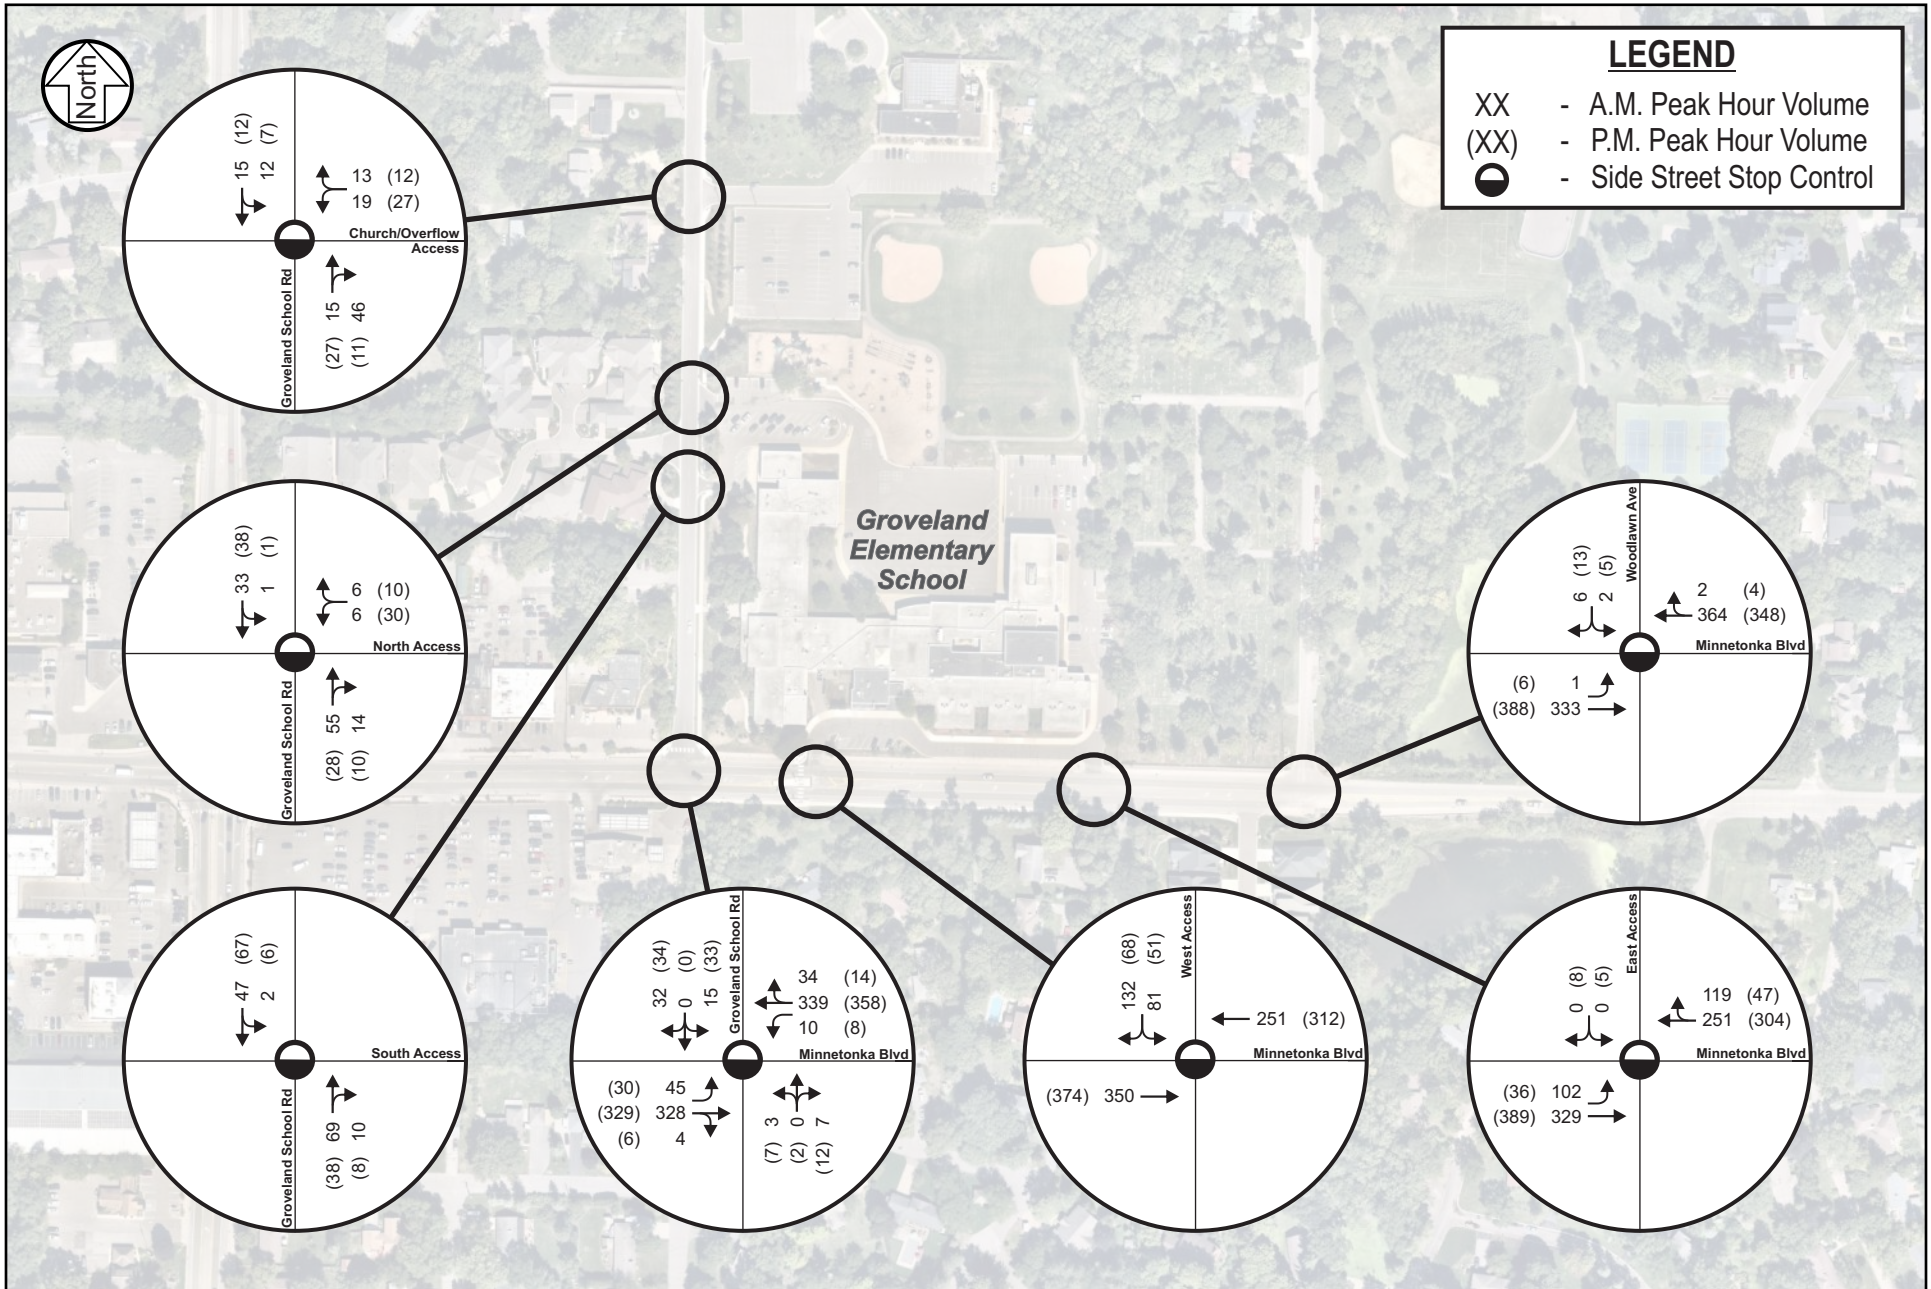 North
LEGEND
XX - A.M. Peak Hour Volume
(XX) - P.M. Peak Hour Volume
- Side Street Stop Control
15 (12)
12 (7)
13 (12)
19 (27)
Church/Overflow
Access
Groveland School Rd
(27) 15
(11) 46
33 (38)
1 (1)
6 (10)
6 (30)
North Access
Groveland School Rd
(28) 55
(10) 14
Groveland
Elementary
School
Woodlawn Ave
6 (13)
2 (5)
2 (4)
364 (348)
Minnetonka Blvd
(6) 1
(388) 333
47 (67)
2 (6)
South Access
Groveland School Rd
(38) 69
(8) 10
32 (34)
0 (0)
15 (33)
Groveland School Rd
34 (14)
339 (358)
10 (8)
Minnetonka Blvd
(30) 45
(329) 328
(6) 4
(7) 3
(2) 0
(12) 7
132 (68)
81 (51)
West Access
251 (312)
Minnetonka Blvd
(374) 350
0 (8)
0 (5)
East Access
119 (47)
251 (304)
Minnetonka Blvd
(36) 102
(389) 329